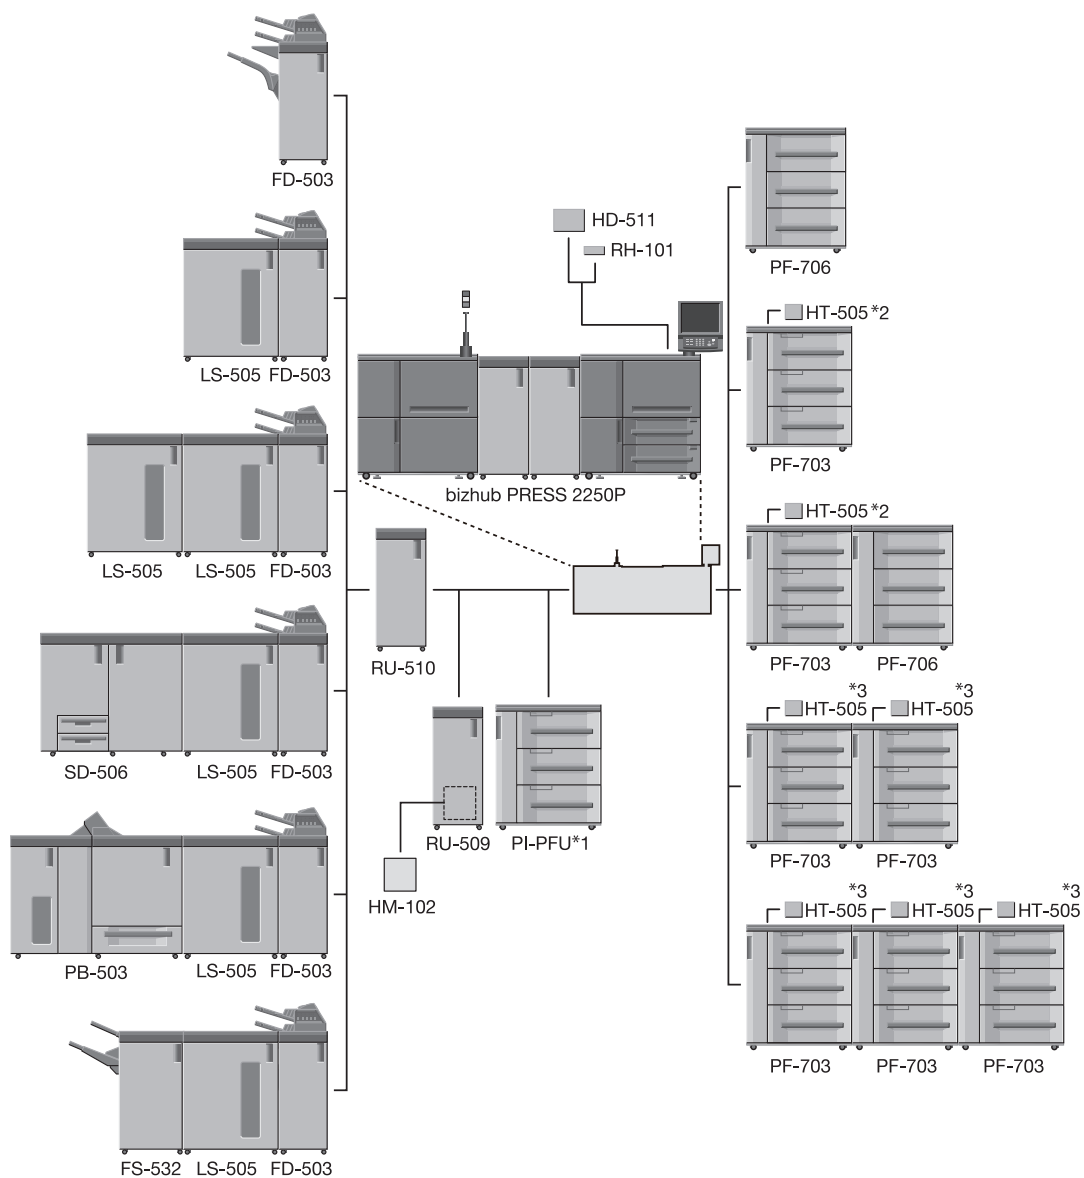 FD-503
LS-505 FD-503
LS-505 LS-505 FD-503
SD-506 LS-505 FD-503
PB-503 LS-505 FD-503
FS-532 LS-505 FD-503
HD-511
RH-101
bizhub PRESS 2250P
RU-510
RU-509 PI-PFU*1
HM-102
PF-706
HT-505 *2
PF-703
HT-505 *2
PF-703 PF-706
*3 *3
HT-505 HT-505
PF-703 PF-703
*3 *3 *3
HT-505 HT-505 HT-505
PF-703 PF-703 PF-703